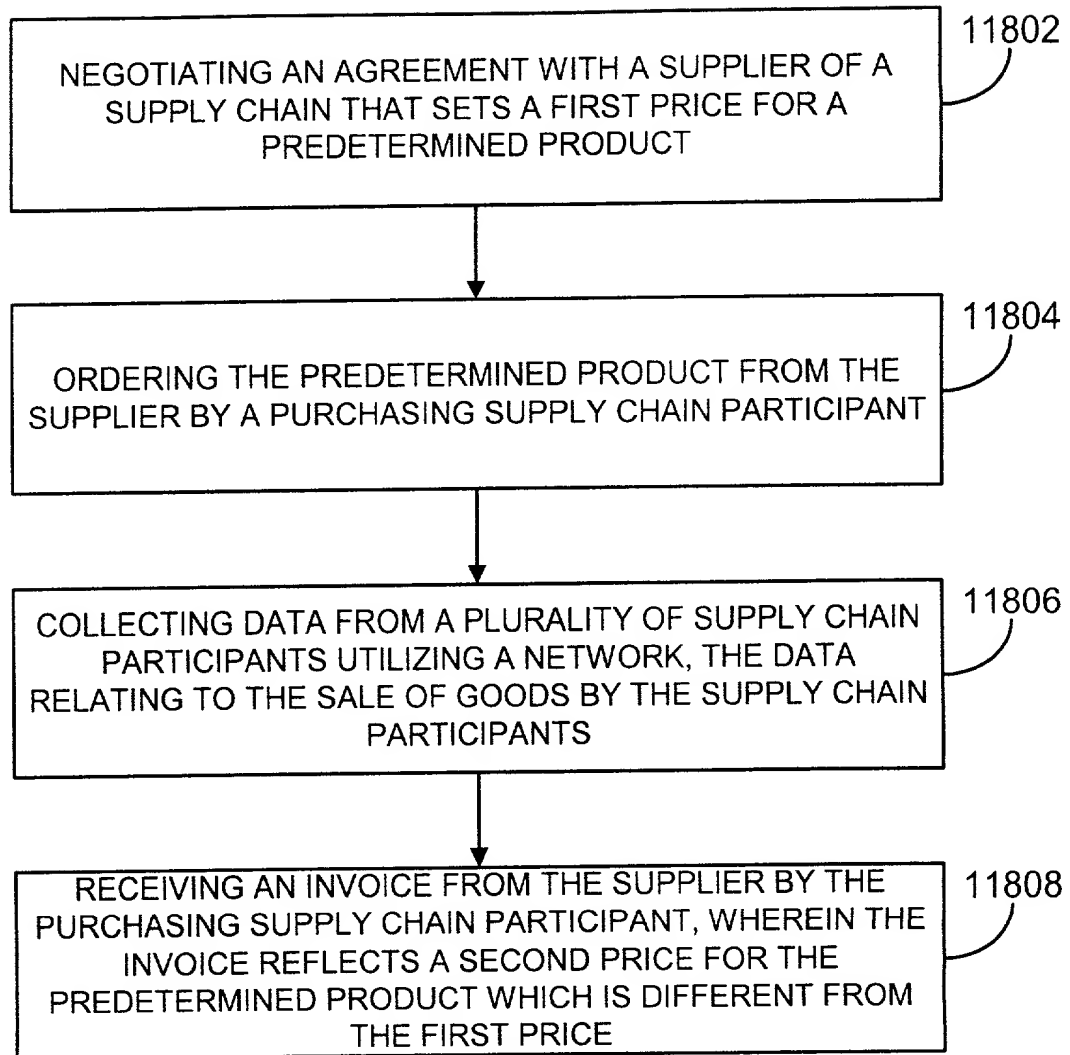 11802
NEGOTIATING AN AGREEMENT WITH A SUPPLIER OF A
SUPPLY CHAIN THAT SETS A FIRST PRICE FOR A
PREDETERMINED PRODUCT
11804
ORDERING THE PREDETERMINED PRODUCT FROM THE
SUPPLIER BY A PURCHASING SUPPLY CHAIN PARTICIPANT
11806
COLLECTING DATA FROM A PLURALITY OF SUPPLY CHAIN
PARTICIPANTS UTILIZING A NETWORK, THE DATA
RELATING TO THE SALE OF GOODS BY THE SUPPLY CHAIN
PARTICIPANTS
11808
RECEIVING AN INVOICE FROM THE SUPPLIER BY THE
PURCHASING SUPPLY CHAIN PARTICIPANT, WHEREIN THE
INVOICE REFLECTS A SECOND PRICE FOR THE
PREDETERMINED PRODUCT WHICH IS DIFFERENT FROM
THE FIRST PRICE